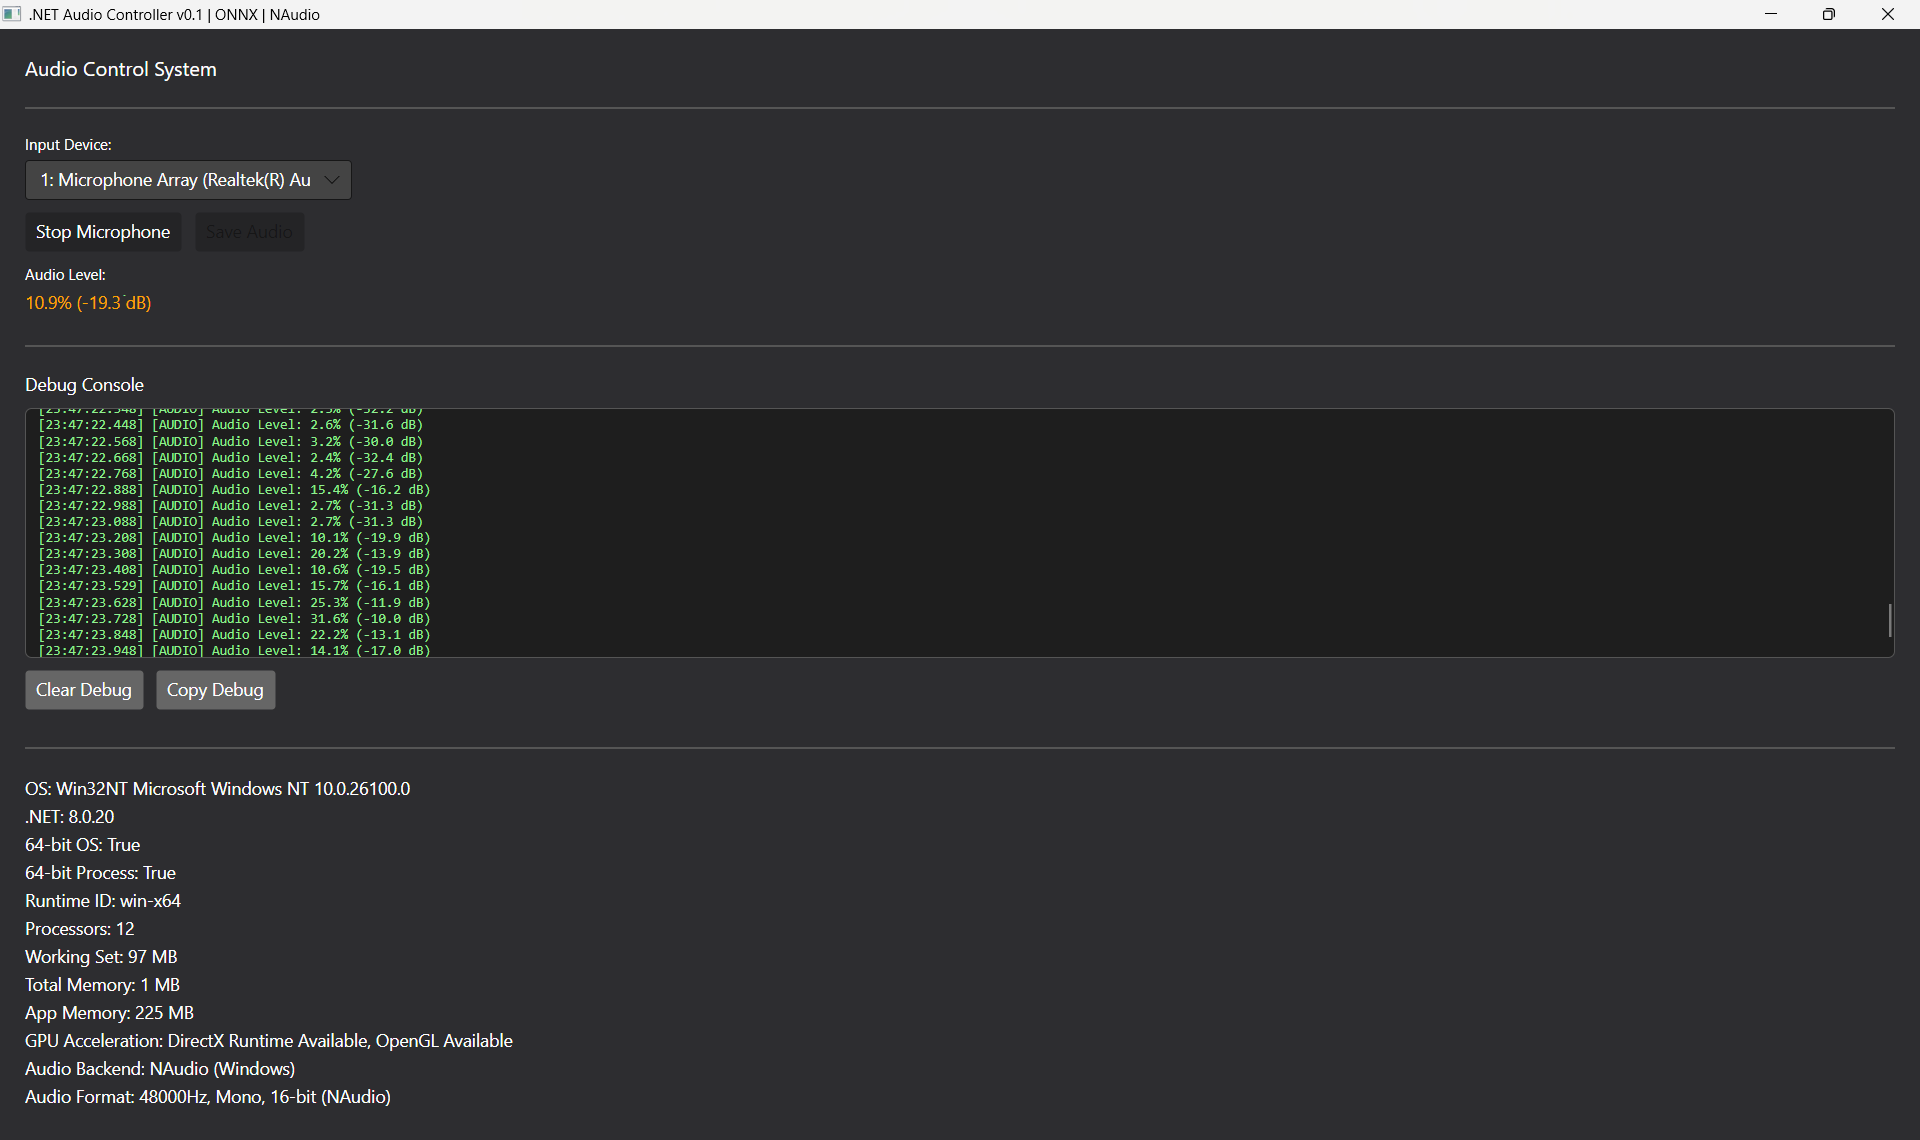 .NET Audio Controller v0.1 | ONNX | NAudio
Audio Control System
Input Device:
1: Microphone Array (Realtek(R) Au
Stop Microphone
Save Audio
Audio Level:
10.9% (-19.3 dB)
Debug Console
[23:47:22.348] [AUDIO] Audio Level: 2.5% (-32.2 dB)
[23:47:22.448] [AUDIO] Audio Level: 2.6% (-31.6 dB)
[23:47:22.568] [AUDIO] Audio Level: 3.2% (-30.0 dB)
[23:47:22.668] [AUDIO] Audio Level: 2.4% (-32.4 dB)
[23:47:22.768] [AUDIO] Audio Level: 4.2% (-27.6 dB)
[23:47:22.888] [AUDIO] Audio Level: 15.4% (-16.2 dB)
[23:47:22.988] [AUDIO] Audio Level: 2.7% (-31.3 dB)
[23:47:23.088] [AUDIO] Audio Level: 2.7% (-31.3 dB)
[23:47:23.208] [AUDIO] Audio Level: 10.1% (-19.9 dB)
[23:47:23.308] [AUDIO] Audio Level: 20.2% (-13.9 dB)
[23:47:23.408] [AUDIO] Audio Level: 10.6% (-19.5 dB)
[23:47:23.529] [AUDIO] Audio Level: 15.7% (-16.1 dB)
[23:47:23.628] [AUDIO] Audio Level: 25.3% (-11.9 dB)
[23:47:23.728] [AUDIO] Audio Level: 31.6% (-10.0 dB)
[23:47:23.848] [AUDIO] Audio Level: 22.2% (-13.1 dB)
[23:47:23.948] [AUDIO] Audio Level: 14.1% (-17.0 dB)
Clear Debug
Copy Debug
OS: Win32NT Microsoft Windows NT 10.0.26100.0
.NET: 8.0.20
64-bit OS: True
64-bit Process: True
Runtime ID: win-x64
Processors: 12
Working Set: 97 MB
Total Memory: 1 MB
App Memory: 225 MB
GPU Acceleration: DirectX Runtime Available, OpenGL Available
Audio Backend: NAudio (Windows)
Audio Format: 48000Hz, Mono, 16-bit (NAudio)